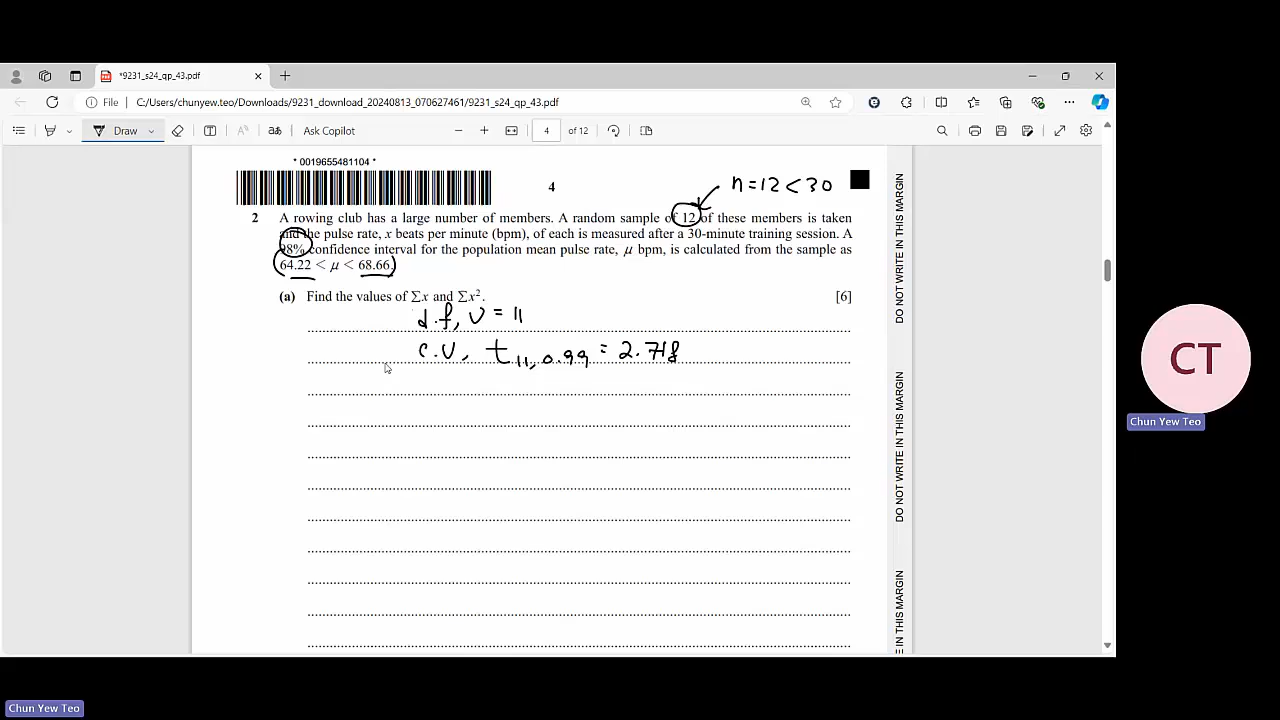 *9231_s24_qp_43.pdf
File
C:/Users/chunyew.teo/Downloads/9231_download_20240813_070627461/9231_s24_qp_43.pdf
Draw
Ask Copilot
4
of 12
* 0019655481104 *
4
n = 12 < 30
2 A rowing club has a large number of members. A random sample of 12 of these members is taken
and the pulse rate, x beats per minute (bpm), of each is measured after a 30-minute training session. A
98% confidence interval for the population mean pulse rate, μ bpm, is calculated from the sample as
64.22 < μ < 68.66.
(a) Find the values of Σx and Σx².
[6]
d.f, υ = 11
c.v, t 11, 0.99 = 2.718
DO NOT WRITE IN THIS MARGIN
DO NOT WRITE IN THIS MARGIN
E IN THIS MARGIN
CT
Chun Yew Teo
Chun Yew Teo